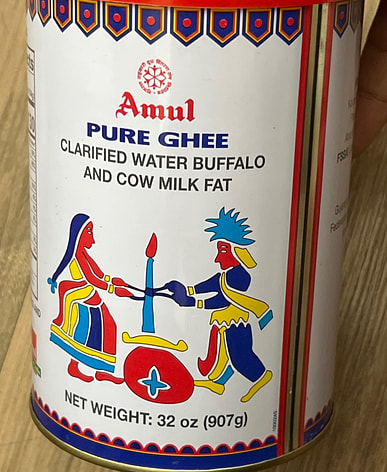 Amul
PURE GHEE
CLARIFIED WATER BUFFALO
AND COW MILK FAT
NET WEIGHT: 32 oz (907g)